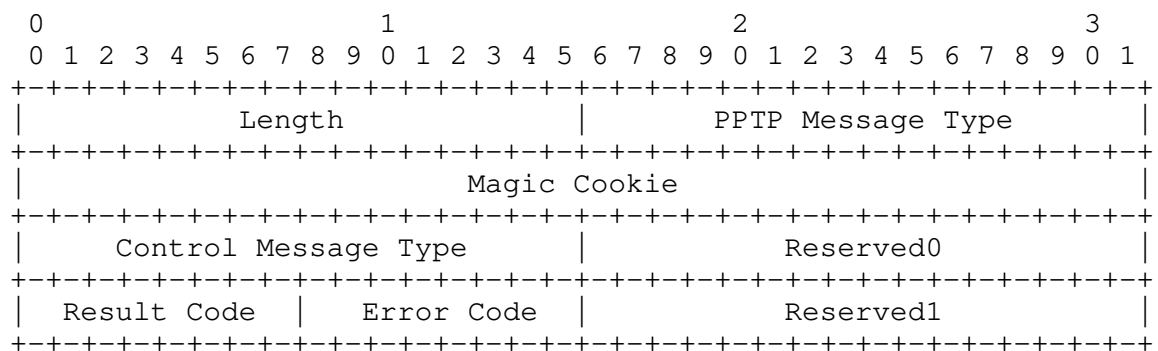 0                   1                   2                   3
 0 1 2 3 4 5 6 7 8 9 0 1 2 3 4 5 6 7 8 9 0 1 2 3 4 5 6 7 8 9 0 1
+-+-+-+-+-+-+-+-+-+-+-+-+-+-+-+-+-+-+-+-+-+-+-+-+-+-+-+-+-+-+-+-+
|            Length             |       PPTP Message Type       |
+-+-+-+-+-+-+-+-+-+-+-+-+-+-+-+-+-+-+-+-+-+-+-+-+-+-+-+-+-+-+-+-+
|                         Magic Cookie                          |
+-+-+-+-+-+-+-+-+-+-+-+-+-+-+-+-+-+-+-+-+-+-+-+-+-+-+-+-+-+-+-+-+
|     Control Message Type      |           Reserved0           |
+-+-+-+-+-+-+-+-+-+-+-+-+-+-+-+-+-+-+-+-+-+-+-+-+-+-+-+-+-+-+-+-+
|  Result Code  |  Error Code   |           Reserved1           |
+-+-+-+-+-+-+-+-+-+-+-+-+-+-+-+-+-+-+-+-+-+-+-+-+-+-+-+-+-+-+-+-+